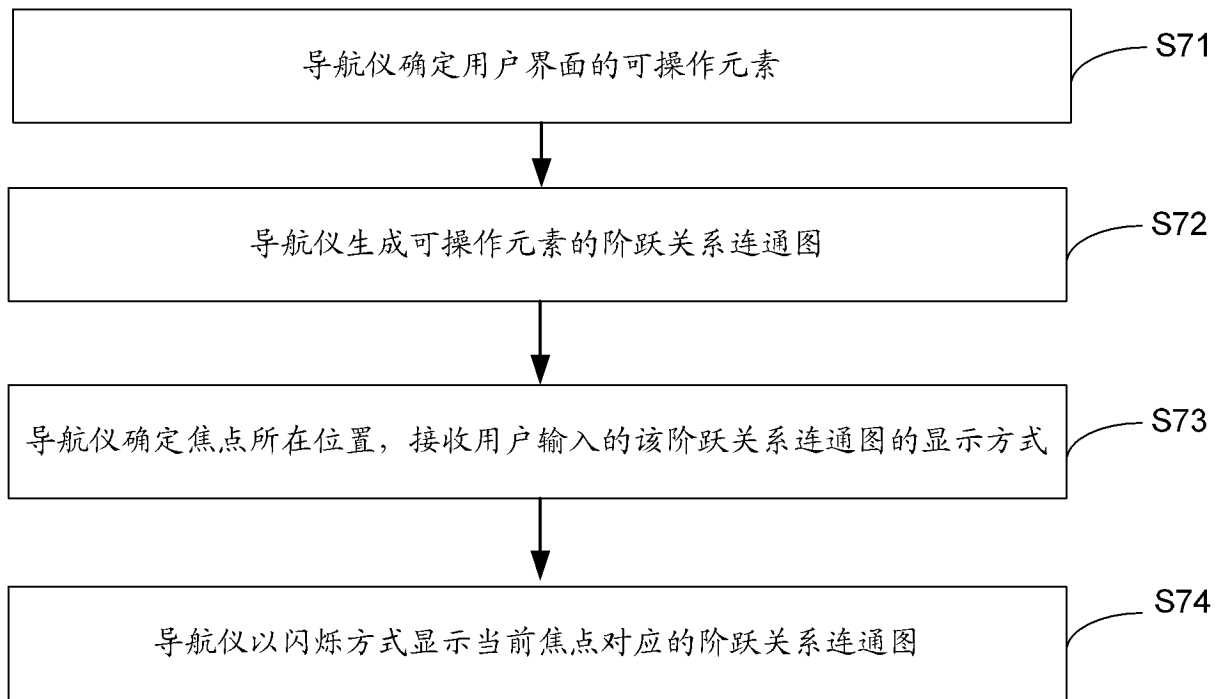 导航仪确定用户界面的可操作元素
S71
导航仪生成可操作元素的阶跃关系连通图
S72
导航仪确定焦点所在位置，接收用户输入的该阶跃关系连通图的显示方式
S73
导航仪以闪烁方式显示当前焦点对应的阶跃关系连通图
S74